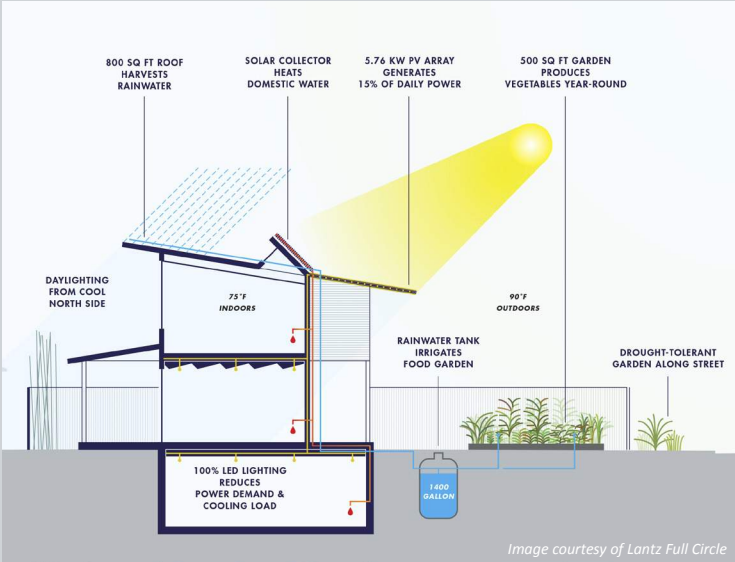 800 SQ FT ROOF
HARVESTS
RAINWATER
SOLAR COLLECTOR
HEATS
DOMESTIC WATER
5.76 KW PV ARRAY
GENERATES
15% OF DAILY POWER
500 SQ FT GARDEN
PRODUCES
VEGETABLES YEAR-ROUND
DAYLIGHTING
FROM COOL
NORTH SIDE
75°F
INDOORS
90°F
OUTDOORS
RAINWATER TANK
IRRIGATES
FOOD GARDEN
DROUGHT-TOLERANT
GARDEN ALONG STREET
100% LED LIGHTING
REDUCES
POWER DEMAND &
COOLING LOAD
1400
GALLON
Image courtesy of Lantz Full Circle